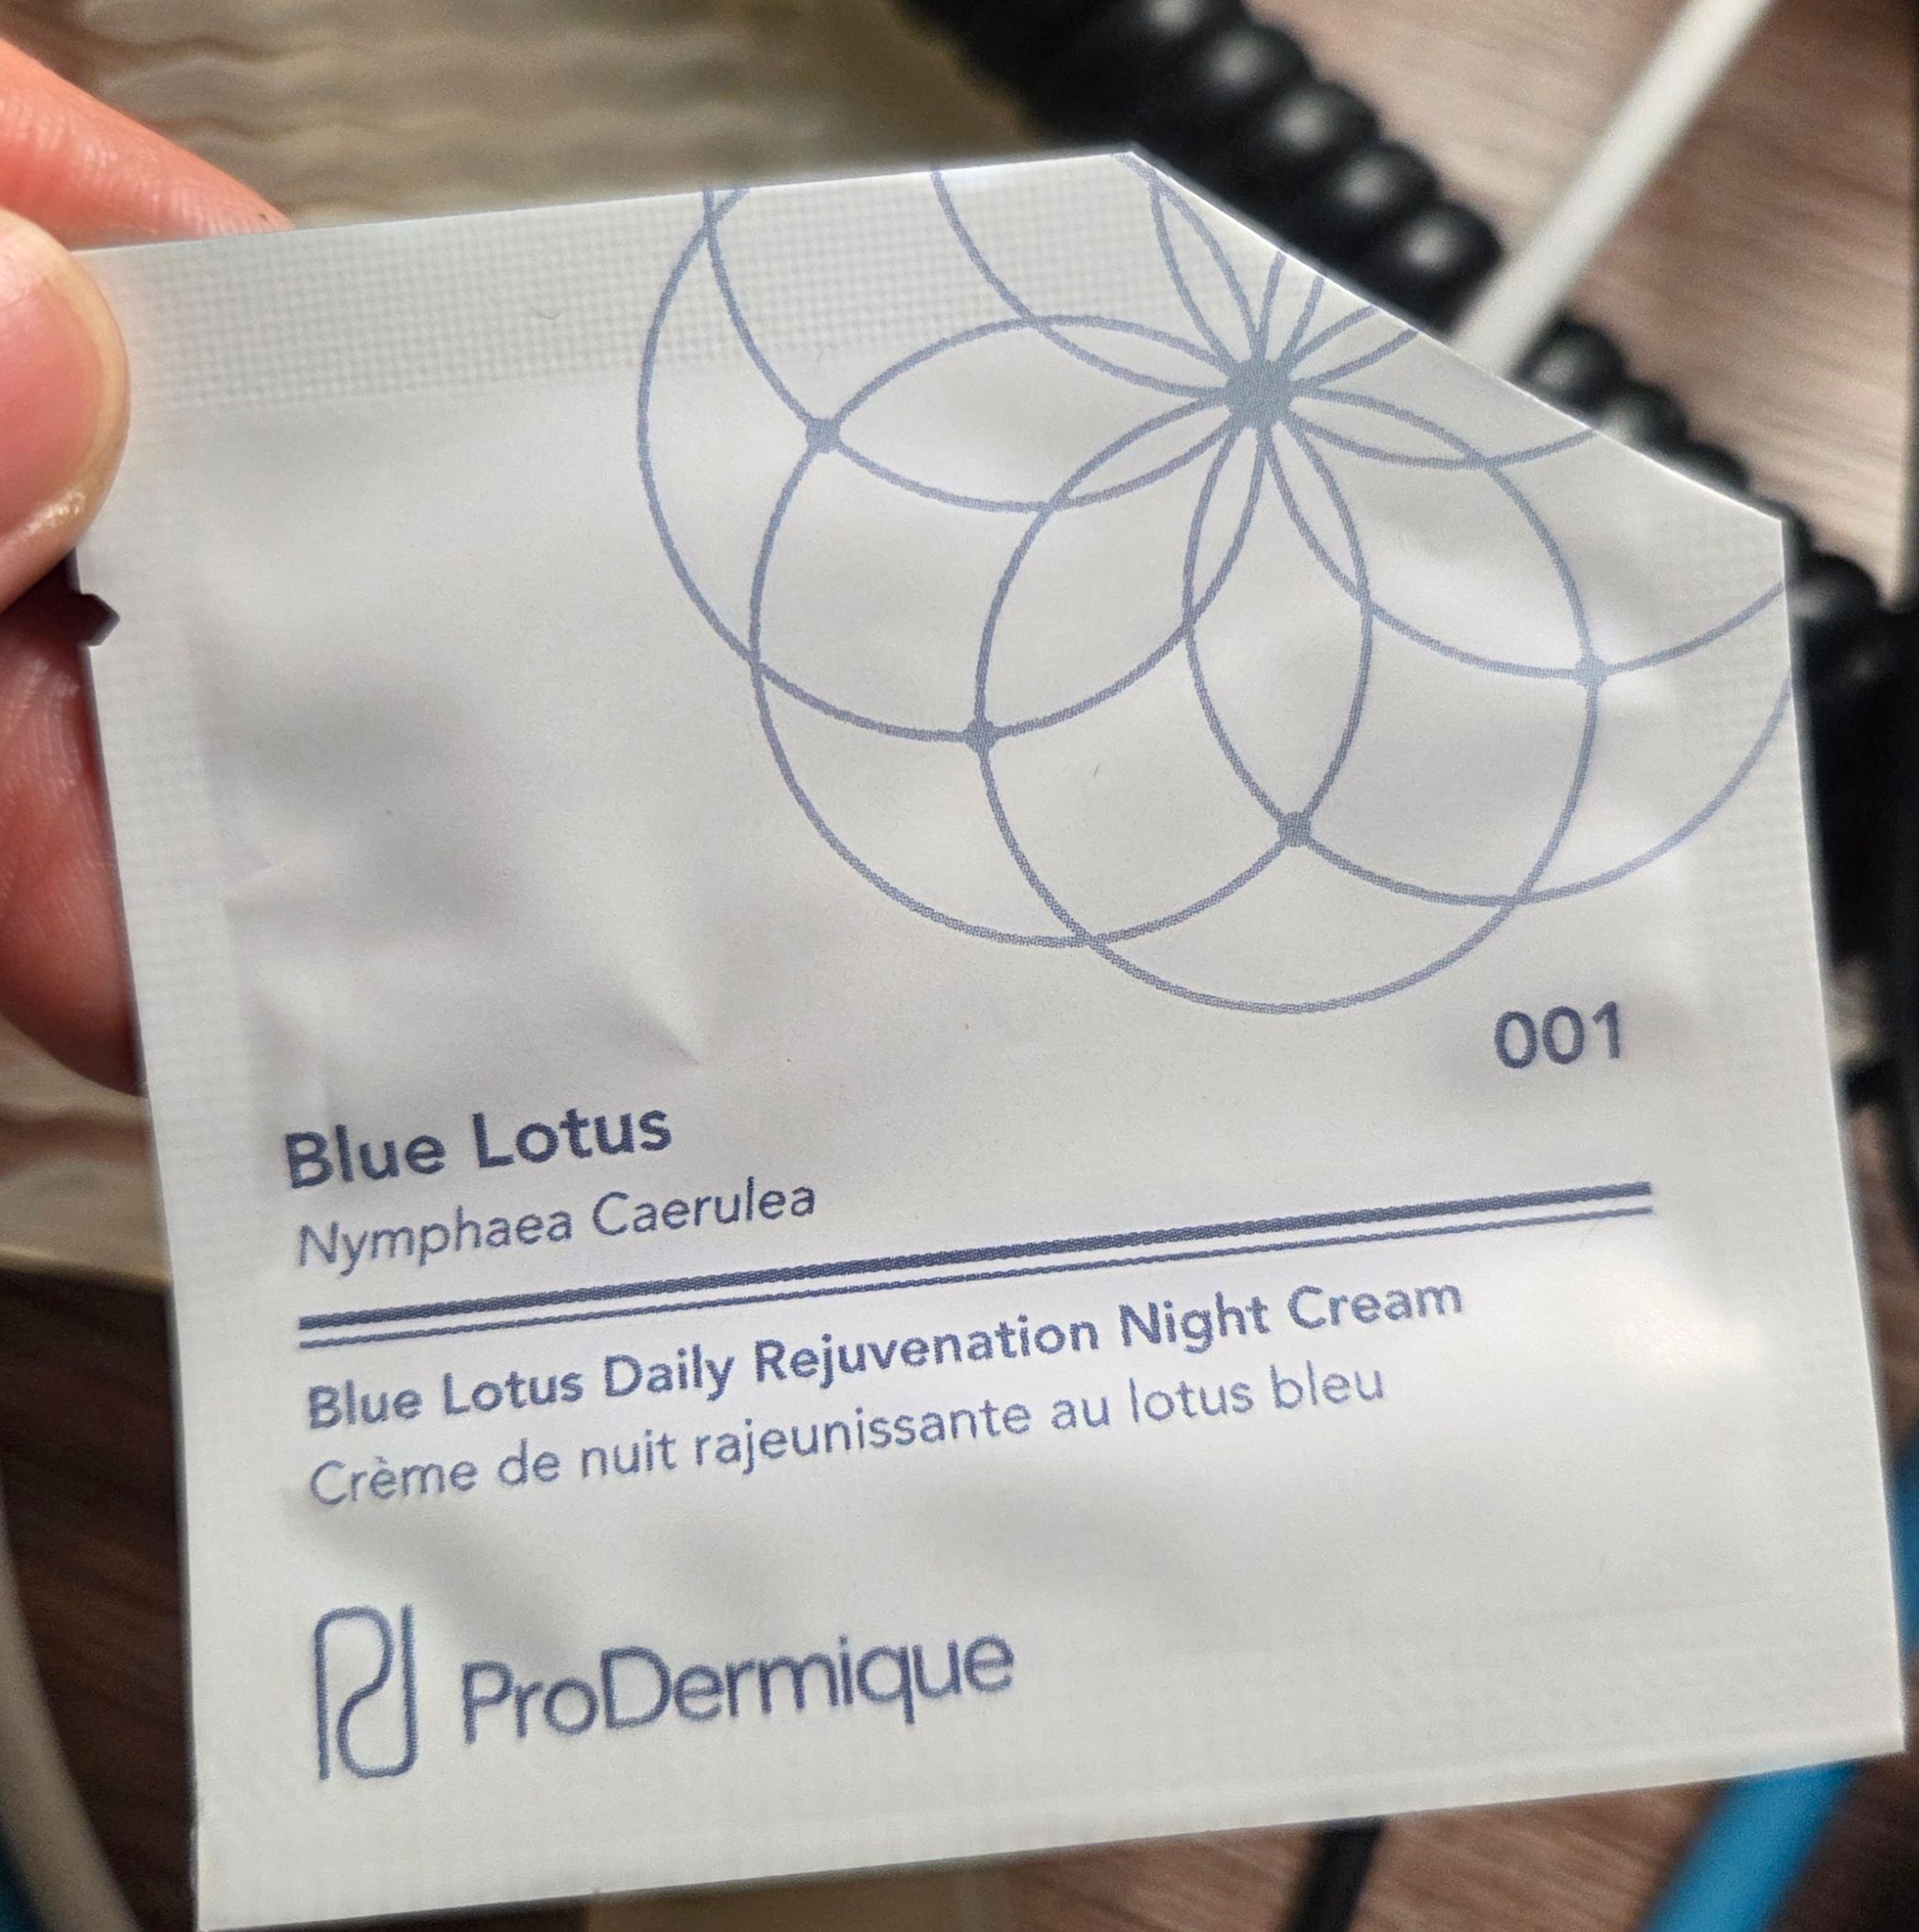 001
Blue Lotus
Nymphaea Caerulea
Blue Lotus Daily Rejuvenation Night Cream
Crème de nuit rajeunissante au lotus bleu
ProDermique